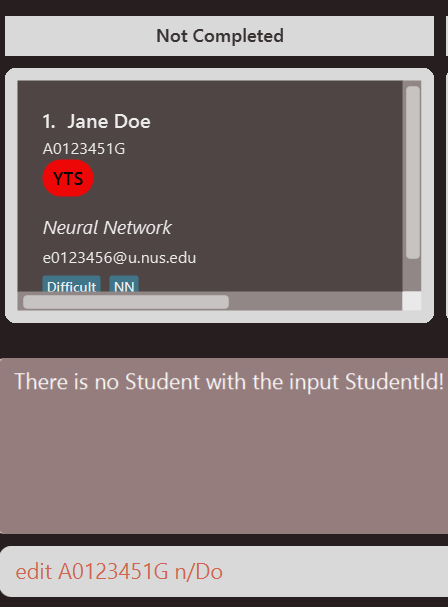 Not Completed
1. Jane Doe
A0123451G
YTS
Neural Network
e0123456@u.nus.edu
Difficult NN
There is no Student with the input StudentId!
edit A0123451G n/Do